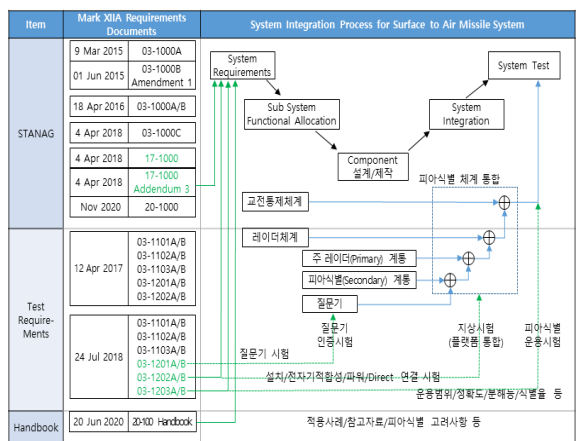 Item
Mark XIIA Requirements
Documents
System Integration Process for Surface to Air Missile System
STANAG
9 Mar 2015
03-1000A
01 Jun 2015
03-1000B
Amendment 1
18 Apr 2016
03-1000A/B
4 Apr 2018
03-1000C
4 Apr 2018
17-1000
4 Apr 2018
17-1000
Addendum 3
Nov 2020
20-1000
System
Requirements
Sub System
Functional Allocation
Component
설계/제작
System
Integration
System Test
피아식별 체계 통합
교전통제체계
레이더체계
주 레이더(Primary) 계통
피아식별(Secondary) 계통
질문기
Test
Require-
Ments
12 Apr 2017
03-1101A/B
03-1102A/B
03-1103A/B
03-1201A/B
03-1202A/B
24 Jul 2018
03-1101A/B
03-1102A/B
03-1103A/B
03-1201A/B
03-1202A/B
03-1203A/B
질문기
인증시험
지상시험
(플랫폼 통합)
피아식별
운용시험
질문기 시험
설치/전자기적합성/파워/Direct 연결 시험
운용범위/정확도/분해능/식별율 등
Handbook
20 Jun 2020
20-100 Handbook
적용사례/참고자료/피아식별 고려사항 등